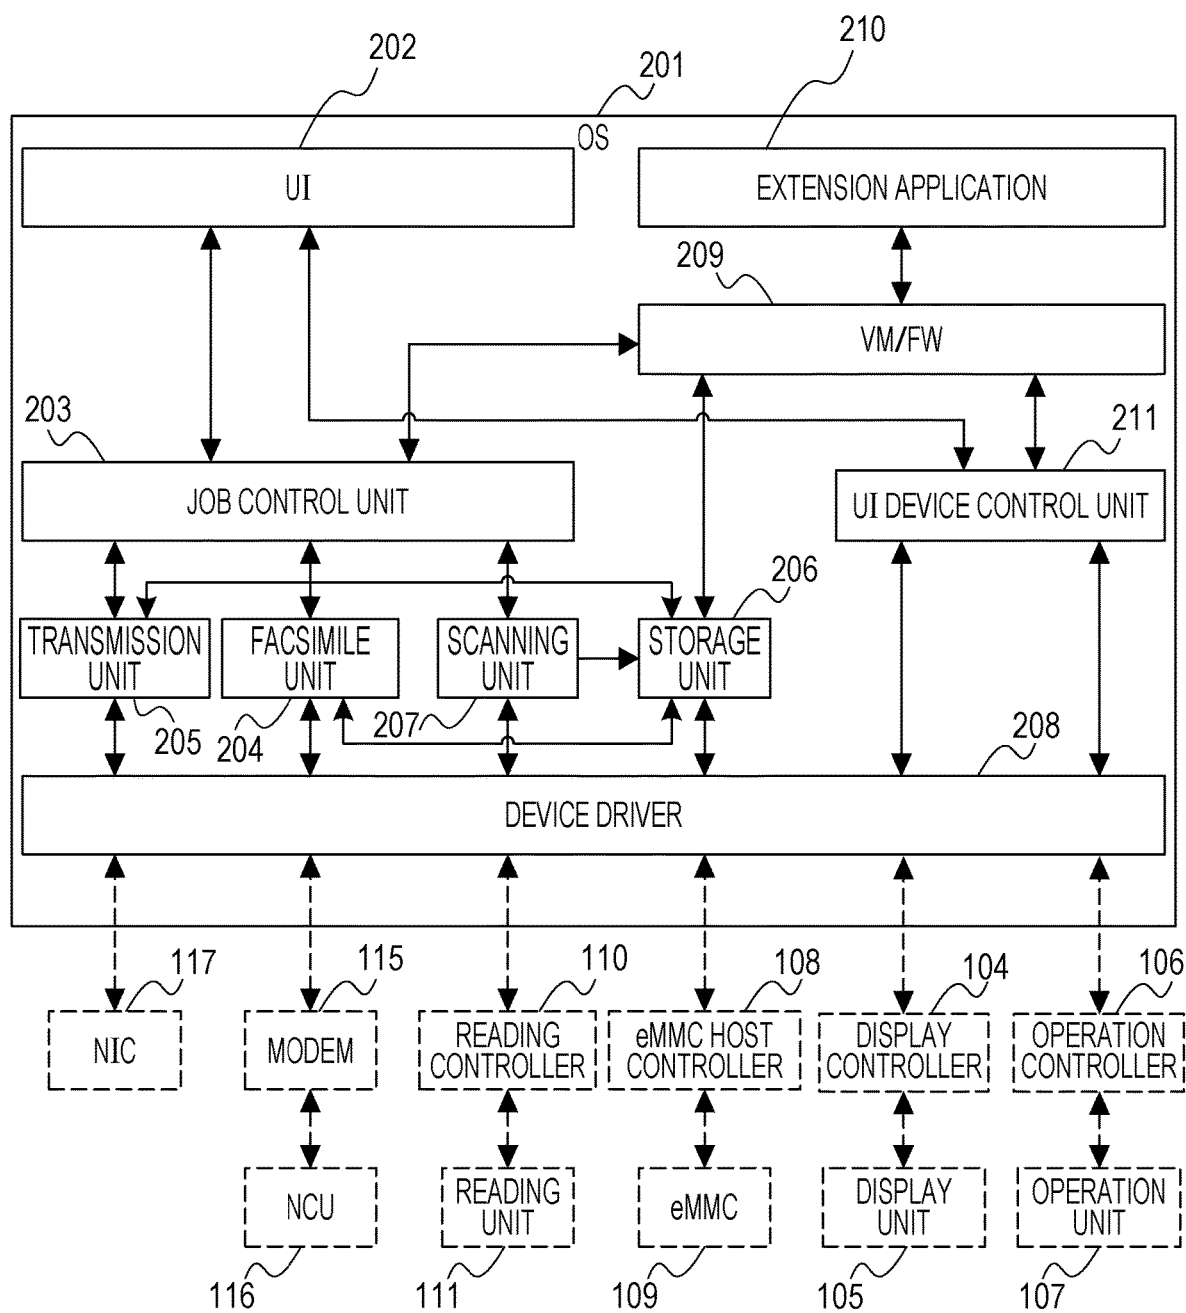 202
201
210
OS
UI
EXTENSION APPLICATION
209
VM/FW
203
211
JOB CONTROL UNIT
UI DEVICE CONTROL UNIT
206
TRANSMISSION
UNIT
FACSIMILE
UNIT
SCANNING
UNIT
STORAGE
UNIT
205
204
207
208
DEVICE DRIVER
117
115
110
108
104
106
NIC
MODEM
READING
CONTROLLER
eMMC HOST
CONTROLLER
DISPLAY
CONTROLLER
OPERATION
CONTROLLER
NCU
READING
UNIT
eMMC
DISPLAY
UNIT
OPERATION
UNIT
116
111
109
105
107